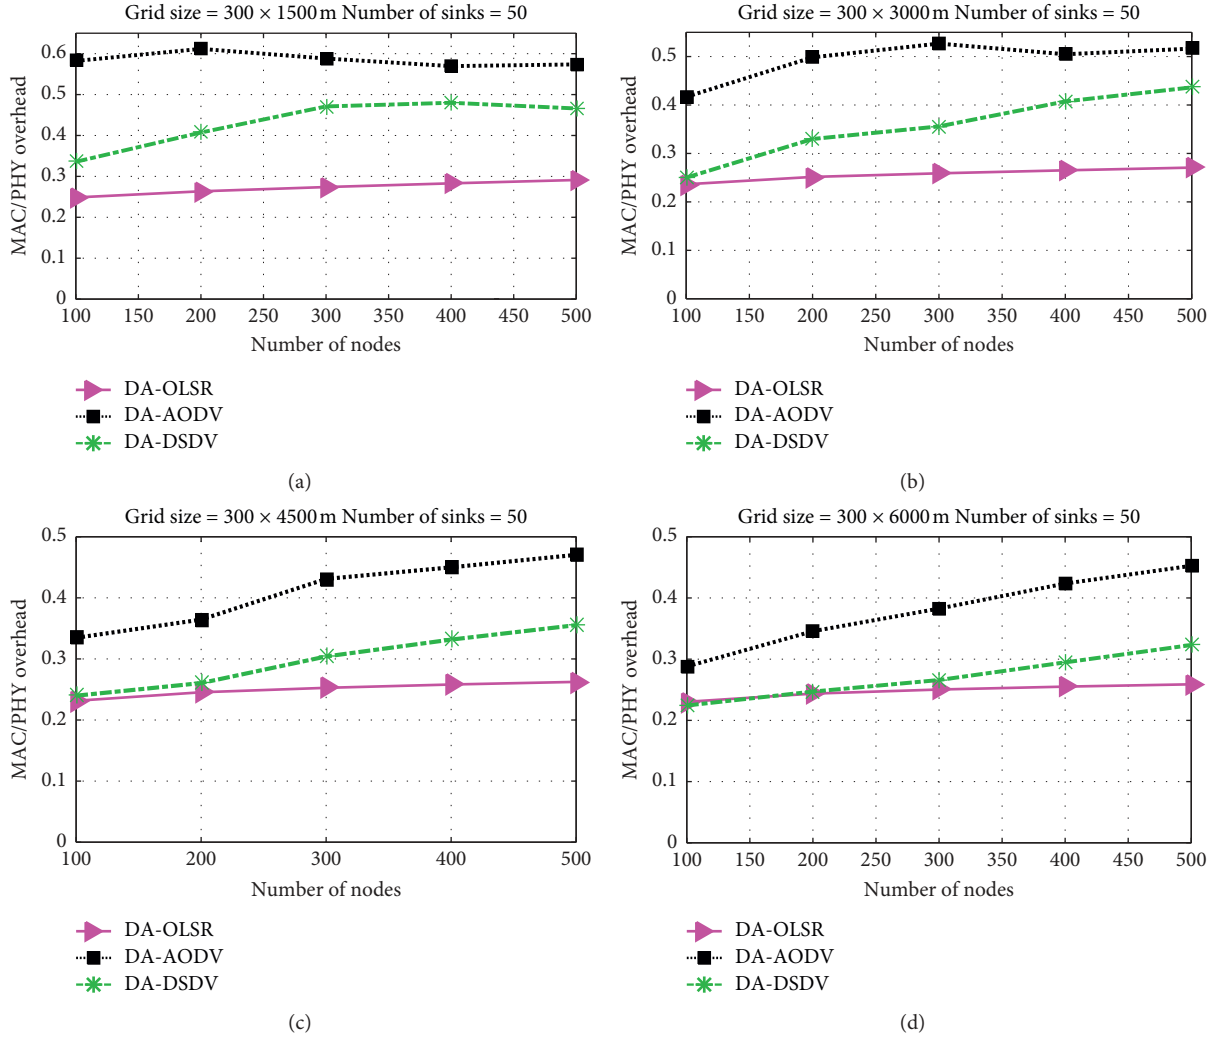 Grid size = 300 × 1500 m Number of sinks = 50
MAC/PHY overhead
0.6
0.5
0.4
0.3
0.2
0.1
0
100 150 200 250 300 350 400 450 500
Number of nodes
DA-OLSR
DA-AODV
DA-DSDV
(a)
Grid size = 300 × 3000 m Number of sinks = 50
MAC/PHY overhead
0.5
0.4
0.3
0.2
0.1
0
100 150 200 250 300 350 400 450 500
Number of nodes
DA-OLSR
DA-AODV
DA-DSDV
(b)
Grid size = 300 × 4500 m Number of sinks = 50
MAC/PHY overhead
0.5
0.4
0.3
0.2
0.1
0
100 200 300 400 500
Number of nodes
DA-OLSR
DA-AODV
DA-DSDV
(c)
Grid size = 300 × 6000 m Number of sinks = 50
MAC/PHY overhead
0.5
0.4
0.3
0.2
0.1
0
100 150 200 250 300 350 400 450 500
Number of nodes
DA-OLSR
DA-AODV
DA-DSDV
(d)